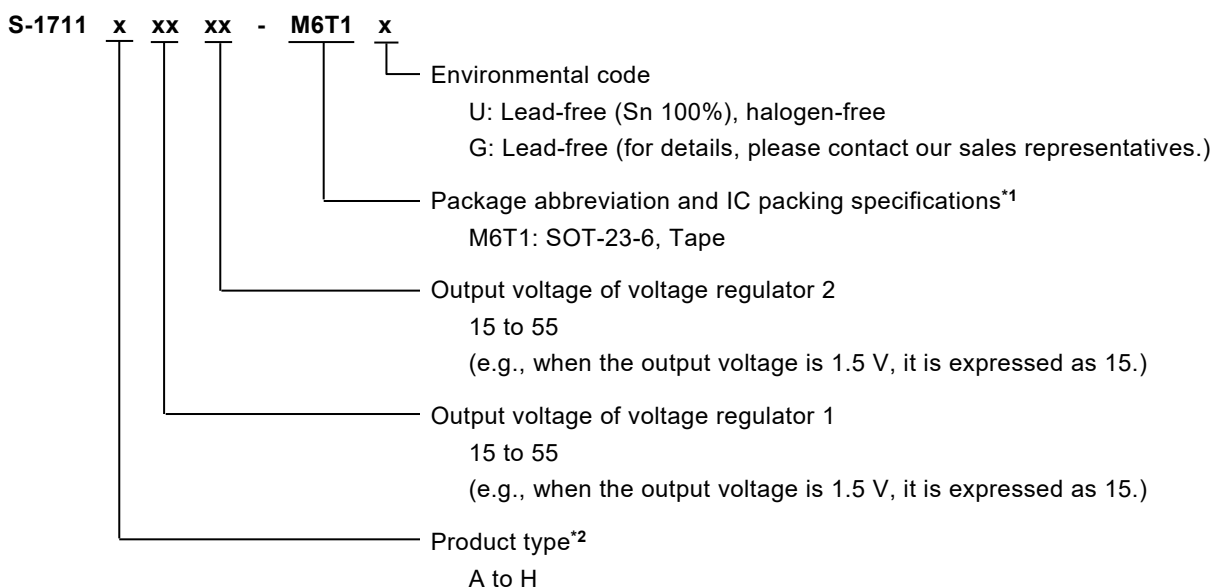 S-1711 x xx xx - M6T1 x
Environmental code
U: Lead-free (Sn 100%), halogen-free
G: Lead-free (for details, please contact our sales representatives.)
Package abbreviation and IC packing specifications*1
M6T1: SOT-23-6, Tape
Output voltage of voltage regulator 2
15 to 55
(e.g., when the output voltage is 1.5 V, it is expressed as 15.)
Output voltage of voltage regulator 1
15 to 55
(e.g., when the output voltage is 1.5 V, it is expressed as 15.)
Product type*2
A to H